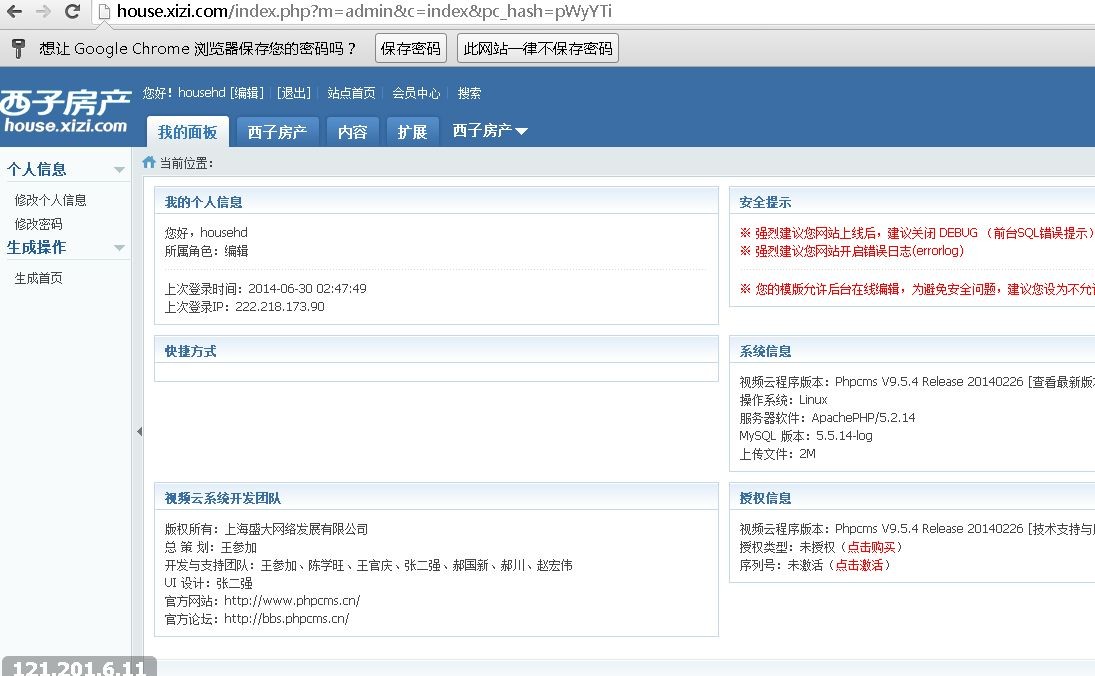 house.xizi.com/index.php?m=admin&c=index&pc_hash=pWyYTi
想让 Google Chrome 浏览器保存您的密码吗？ 保存密码 此网站一律不保存密码
西子房产
house.xizi.com
您好！househd [编辑] [退出] 站点首页 会员中心 搜索
我的面板 西子房产 内容 扩展 西子房产
个人信息
修改个人信息
修改密码
生成操作
生成首页
当前位置：
我的个人信息
您好，househd
所属角色：编辑
上次登录时间：2014-06-30 02:47:49
上次登录IP：222.218.173.90
安全提示
※ 强烈建议您网站上线后，建议关闭 DEBUG （前台SQL错误提示）
※ 强烈建议您网站开启错误日志(errorlog)
※ 您的模版允许后台在线编辑，为避免安全问题，建议您设为不允许
快捷方式
系统信息
视频云程序版本：Phpcms V9.5.4 Release 20140226 [查看最新版本
操作系统：Linux
服务器软件：ApachePHP/5.2.14
MySQL 版本：5.5.14-log
上传文件：2M
视频云系统开发团队
版权所有：上海盛大网络发展有限公司
总 策 划：王参加
开发与支持团队：王参加、陈学旺、王官庆、张二强、郝国新、郝川、赵宏伟
UI 设计：张二强
官方网站：http://www.phpcms.cn/
官方论坛：http://bbs.phpcms.cn/
授权信息
视频云程序版本：Phpcms V9.5.4 Release 20140226 [技术支持与
授权类型：未授权（点击购买）
序列号：未激活（点击激活）
121.201.6.11